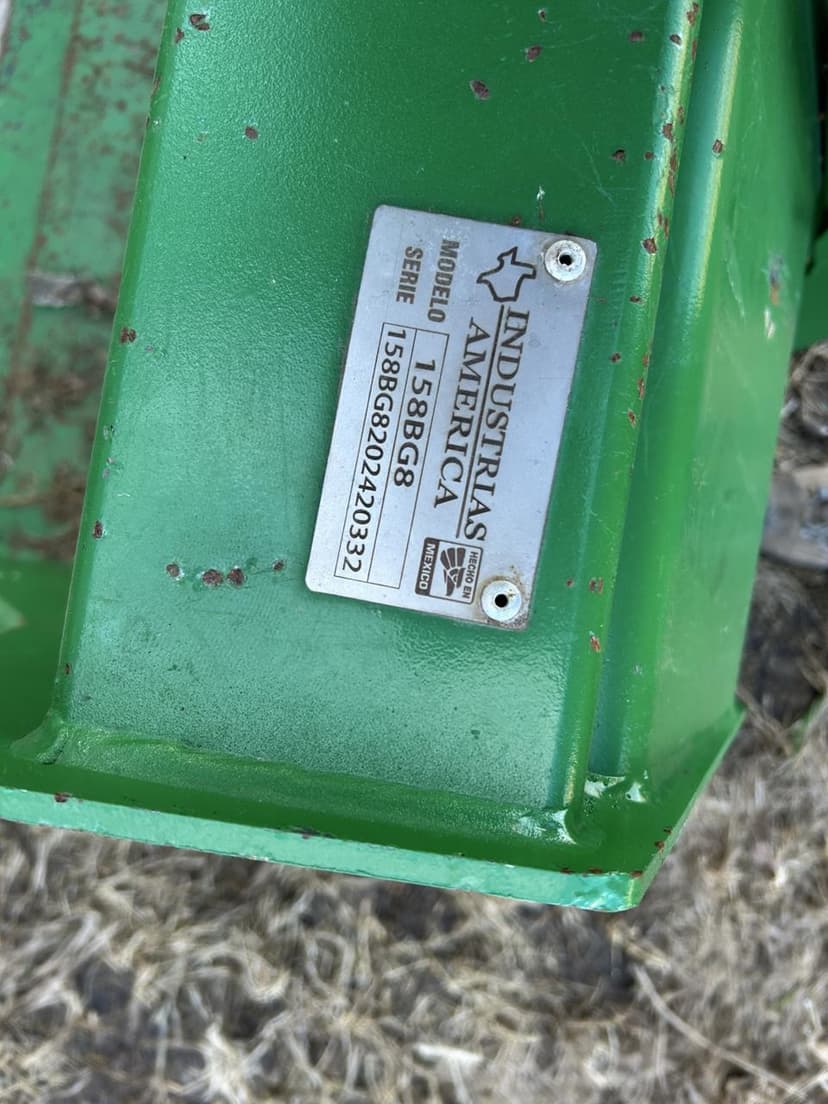 INDUSTRIAS
AMERICA
HECHO EN
MEXICO
MODELO 158BG8
SERIE 158BG8202420332